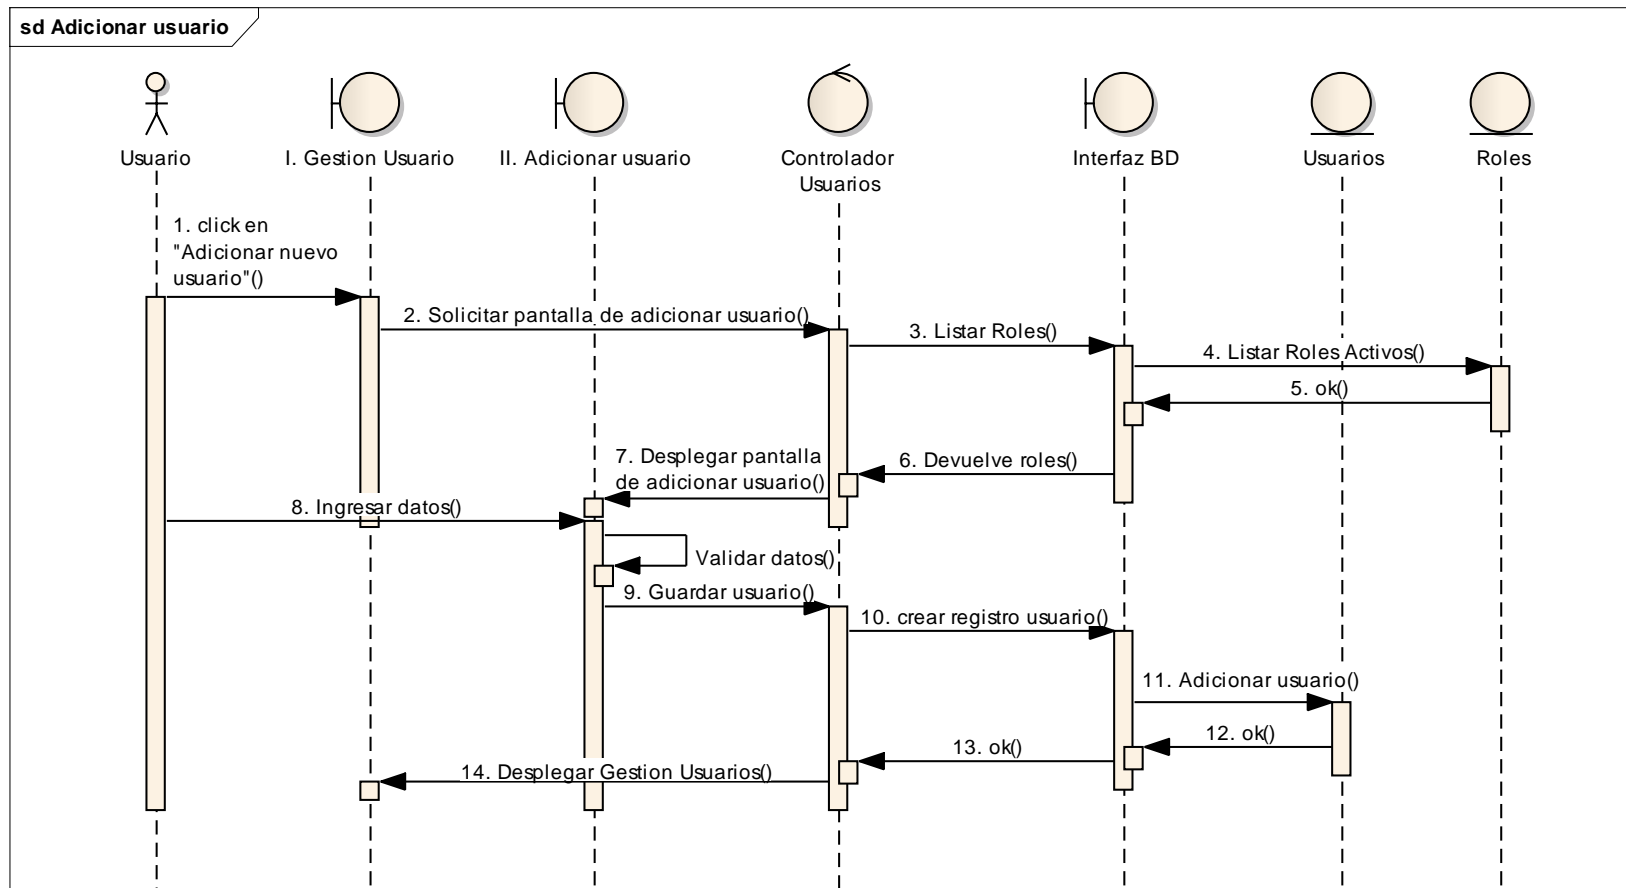 sd Adicionar usuario
Usuario
I. Gestion Usuario
II. Adicionar usuario
Controlador
Usuarios
Interfaz BD
Usuarios
Roles
1. click en
"Adicionar nuevo
usuario"()
2. Solicitar pantalla de adicionar usuario()
3. Listar Roles()
4. Listar Roles Activos()
5. ok()
6. Devuelve roles()
7. Desplegar pantalla
de adicionar usuario()
8. Ingresar datos()
Validar datos()
9. Guardar usuario()
10. crear registro usuario()
11. Adicionar usuario()
12. ok()
13. ok()
14. Desplegar Gestion Usuarios()